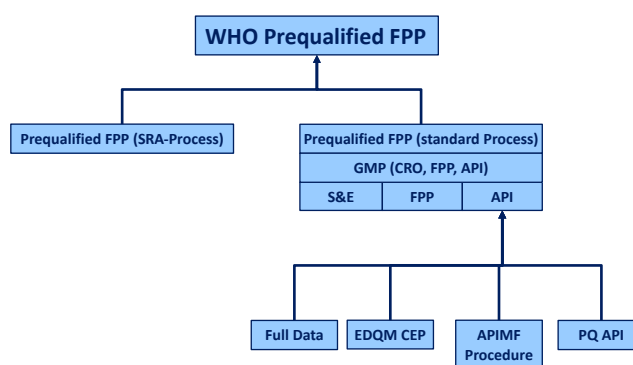 WHO Prequalified FPP
Prequalified FPP (SRA-Process)
Prequalified FPP (standard Process)
GMP (CRO, FPP, API)
S&E
FPP
API
Full Data
EDQM CEP
APIMF
Procedure
PQ API